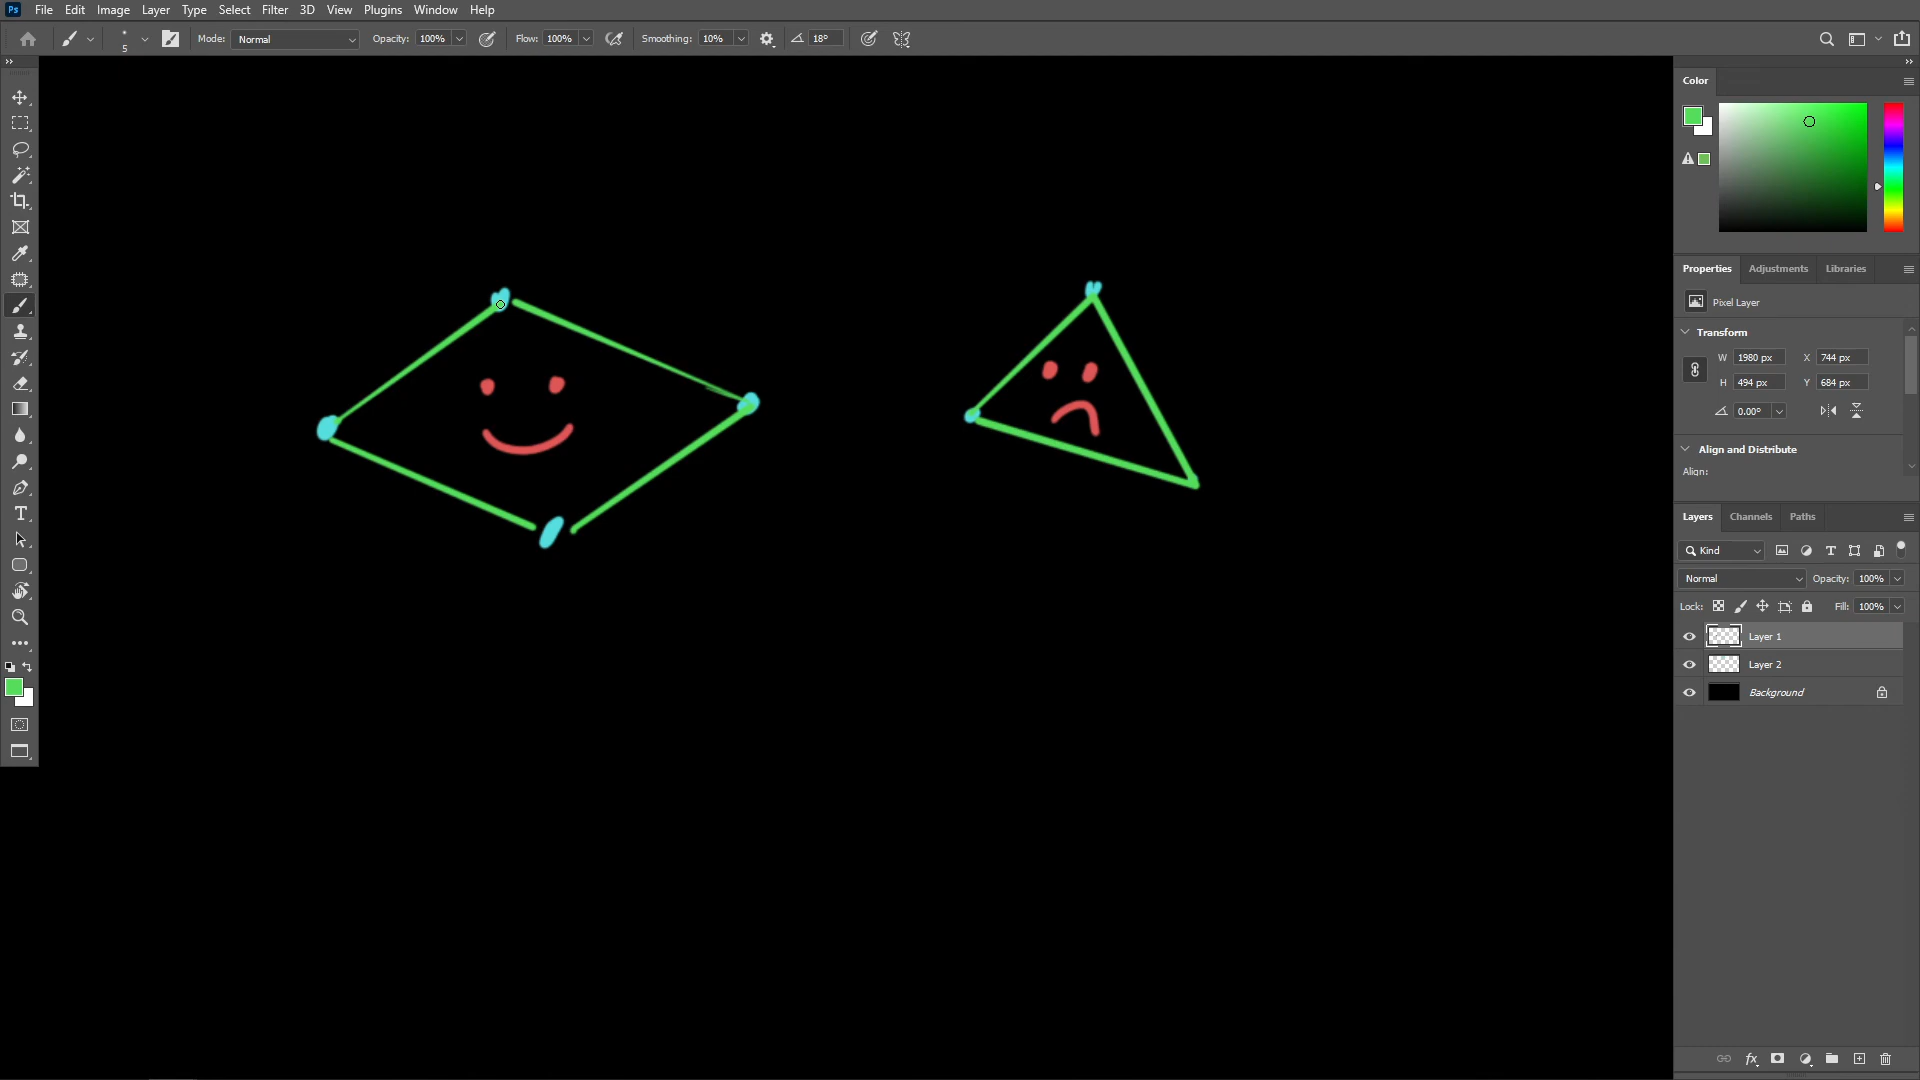 Ps File Edit Image Layer Type Select Filter 3D View Plugins Window Help
5 Mode: Normal Opacity: 100% Flow: 100% Smoothing: 10% 18°
Color
Properties Adjustments Libraries
Pixel Layer
Transform
W 1980 px X 744 px
H 494 px Y 684 px
0.00°
Align and Distribute
Align:
Layers Channels Paths
Kind
Normal Opacity: 100%
Lock: Fill: 100%
Layer 1
Layer 2
Background